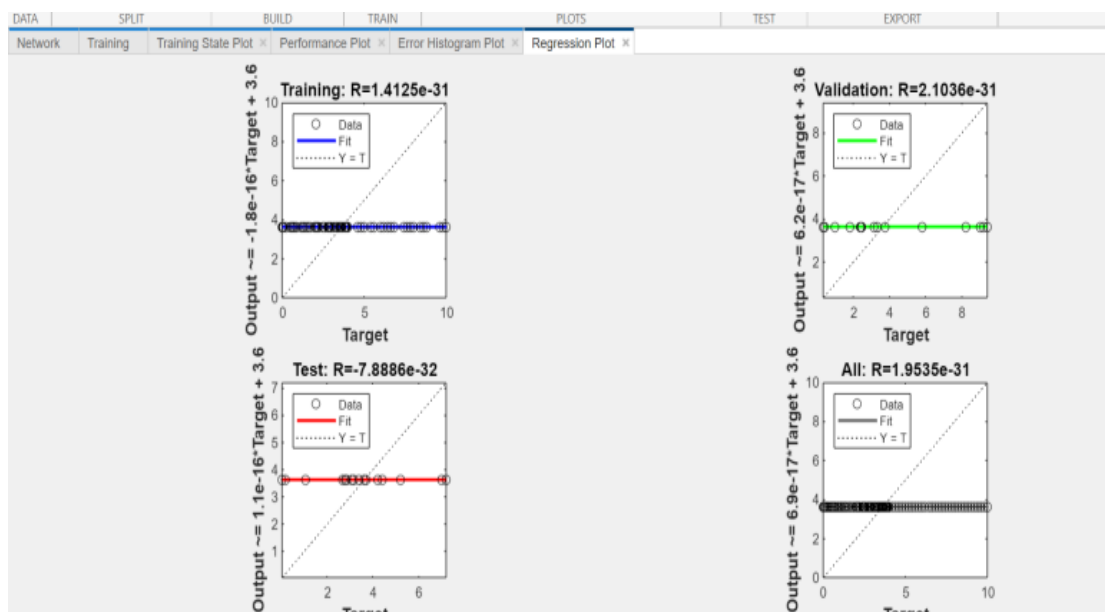 DATA SPLIT BUILD TRAIN PLOTS TEST EXPORT
Network Training Training State Plot × Performance Plot × Error Histogram Plot × Regression Plot ×
Training: R=1.4125e-31
Output ~= -1.8e-16*Target + 3.6
10
8
6
4
2
0
Data
Fit
Y = T
0 5 10
Target
Validation: R=2.1036e-31
Output ~= 6.2e-17*Target + 3.6
8
6
4
2
Data
Fit
Y = T
2 4 6 8
Target
Test: R=-7.8886e-32
Output ~= 1.1e-16*Target + 3.6
7
6
5
4
3
2
1
Data
Fit
Y = T
2 4 6
Target
All: R=1.9535e-31
Output ~= 6.9e-17*Target + 3.6
10
8
6
4
2
0
Data
Fit
Y = T
0 5 10
Target